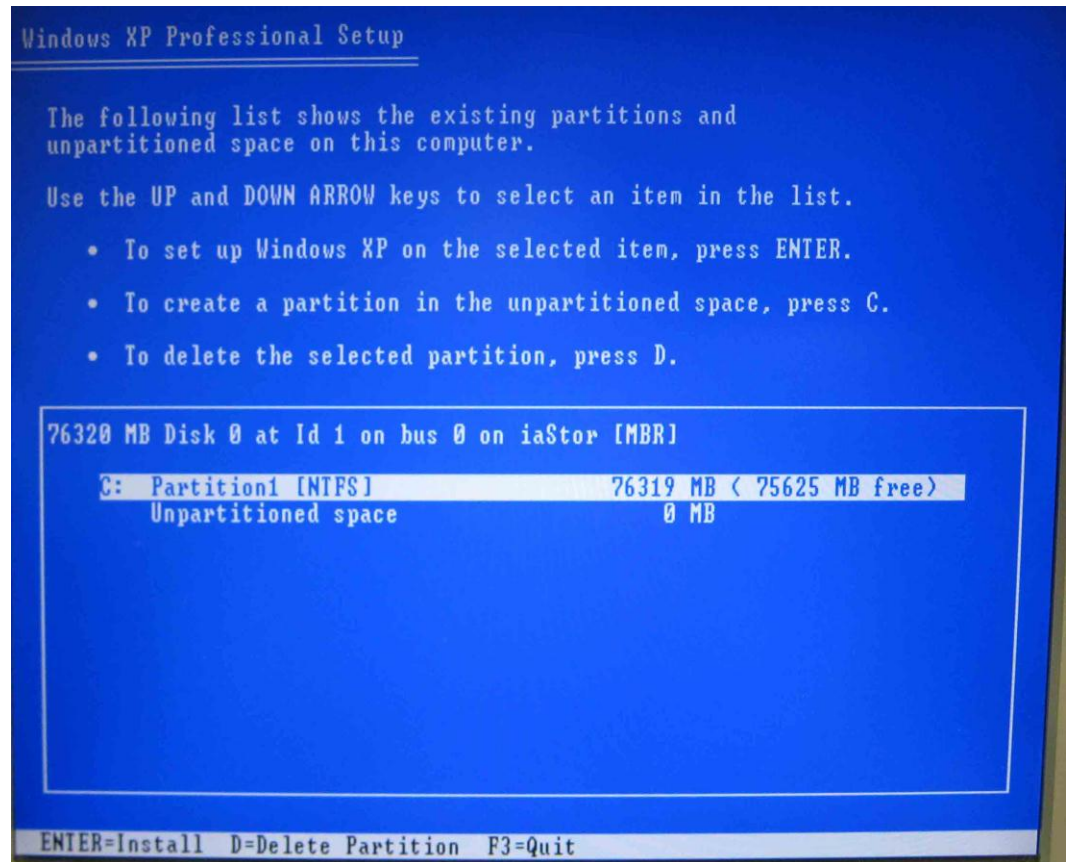 Windows XP Professional Setup
The following list shows the existing partitions and
unpartitioned space on this computer.
Use the UP and DOWN ARROW keys to select an item in the list.
• To set up Windows XP on the selected item, press ENTER.
• To create a partition in the unpartitioned space, press C.
• To delete the selected partition, press D.
76320 MB Disk 0 at Id 1 on bus 0 on iaStor [MBR]
C: Partition1 [NTFS] 76319 MB ( 75625 MB free)
Unpartitioned space 0 MB
ENTER=Install D=Delete Partition F3=Quit